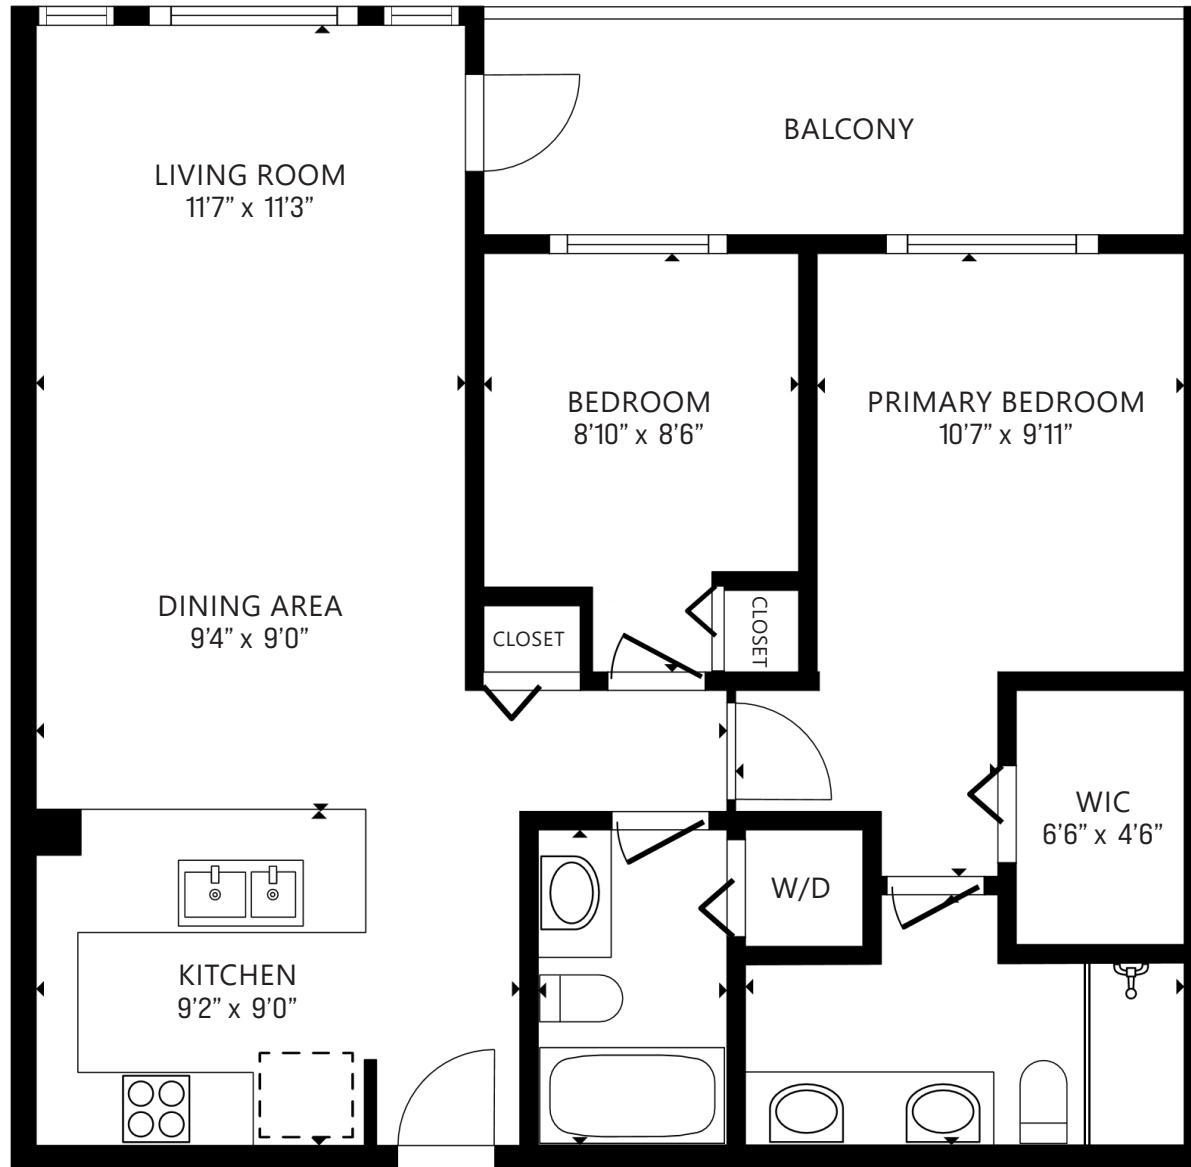 BALCONY
LIVING ROOM
11'7” x 11'3”
BEDROOM
8'10” x 8'6”
PRIMARY BEDROOM
10'7” x 9'11”
DINING AREA
9'4” x 9'0”
CLOSET
CLOSET
WIC
6'6” x 4'6”
W/D
KITCHEN
9'2” x 9'0”